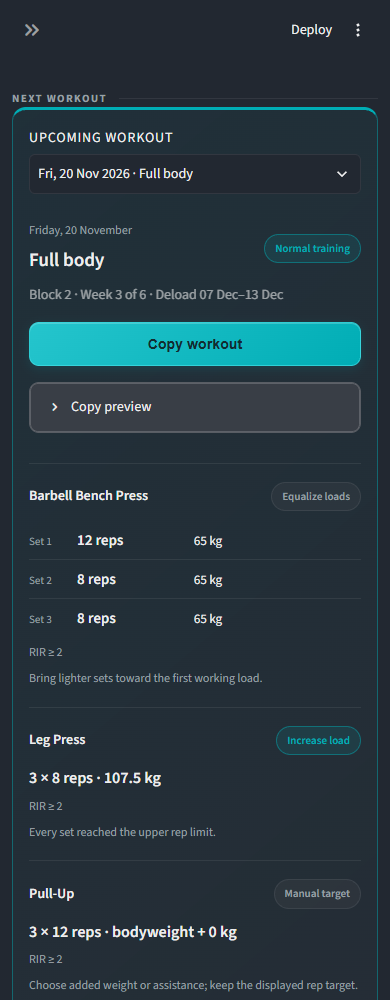 Deploy
NEXT WORKOUT
UPCOMING WORKOUT
Fri, 20 Nov 2026 · Full body
Friday, 20 November
Full body
Normal training
Block 2 · Week 3 of 6 · Deload 07 Dec–13 Dec
Copy workout
Copy preview
Barbell Bench Press
Equalize loads
Set 1 12 reps 65 kg
Set 2 8 reps 65 kg
Set 3 8 reps 65 kg
RIR ≥ 2
Bring lighter sets toward the first working load.
Leg Press
Increase load
3 × 8 reps · 107.5 kg
RIR ≥ 2
Every set reached the upper rep limit.
Pull-Up
Manual target
3 × 12 reps · bodyweight + 0 kg
RIR ≥ 2
Choose added weight or assistance; keep the displayed rep target.